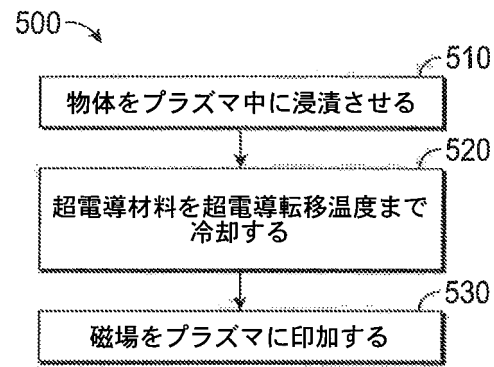 500
510
物体をプラズマ中に浸漬させる
520
超電導材料を超電導転移温度まで
冷却する
530
磁場をプラズマに印加する